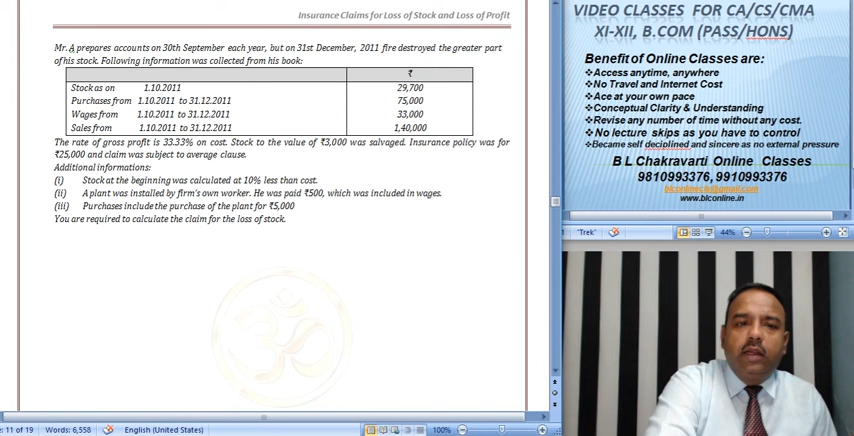 Insurance Claims for Loss of Stock and Loss of Profit
Mr. A prepares accounts on 30th September each year, but on 31st December, 2011 fire destroyed the greater part
of his stock. Following information was collected from his book:
₹
Stock as on 1.10.2011 29,700
Purchases from 1.10.2011 to 31.12.2011 75,000
Wages from 1.10.2011 to 31.12.2011 33,000
Sales from 1.10.2011 to 31.12.2011 1,40,000
The rate of gross profit is 33.33% on cost. Stock to the value of ₹3,000 was salvaged. Insurance policy was for
₹25,000 and claim was subject to average clause.
Additional informations:
(i) Stock at the beginning was calculated at 10% less than cost.
(ii) A plant was installed by firm's own worker. He was paid ₹500, which was included in wages.
(iii) Purchases include the purchase of the plant for ₹5,000
You are required to calculate the claim for the loss of stock.
: 11 of 19 Words: 6,558 English (United States) 100%
VIDEO CLASSES FOR CA/CS/CMA
XI-XII, B.COM (PASS/HONS)
Benefit of Online Classes are:
❖Access anytime, anywhere
❖No Travel and Internet Cost
❖Ace at your own pace
❖Conceptual Clarity & Understanding
❖Revise any number of time without any cost.
❖No lecture skips as you have to control
❖Became self deciplined and sincere as no external pressure
B L Chakravarti Online Classes
9810993376, 9910993376
www.blconline.in
"Trek" 44%